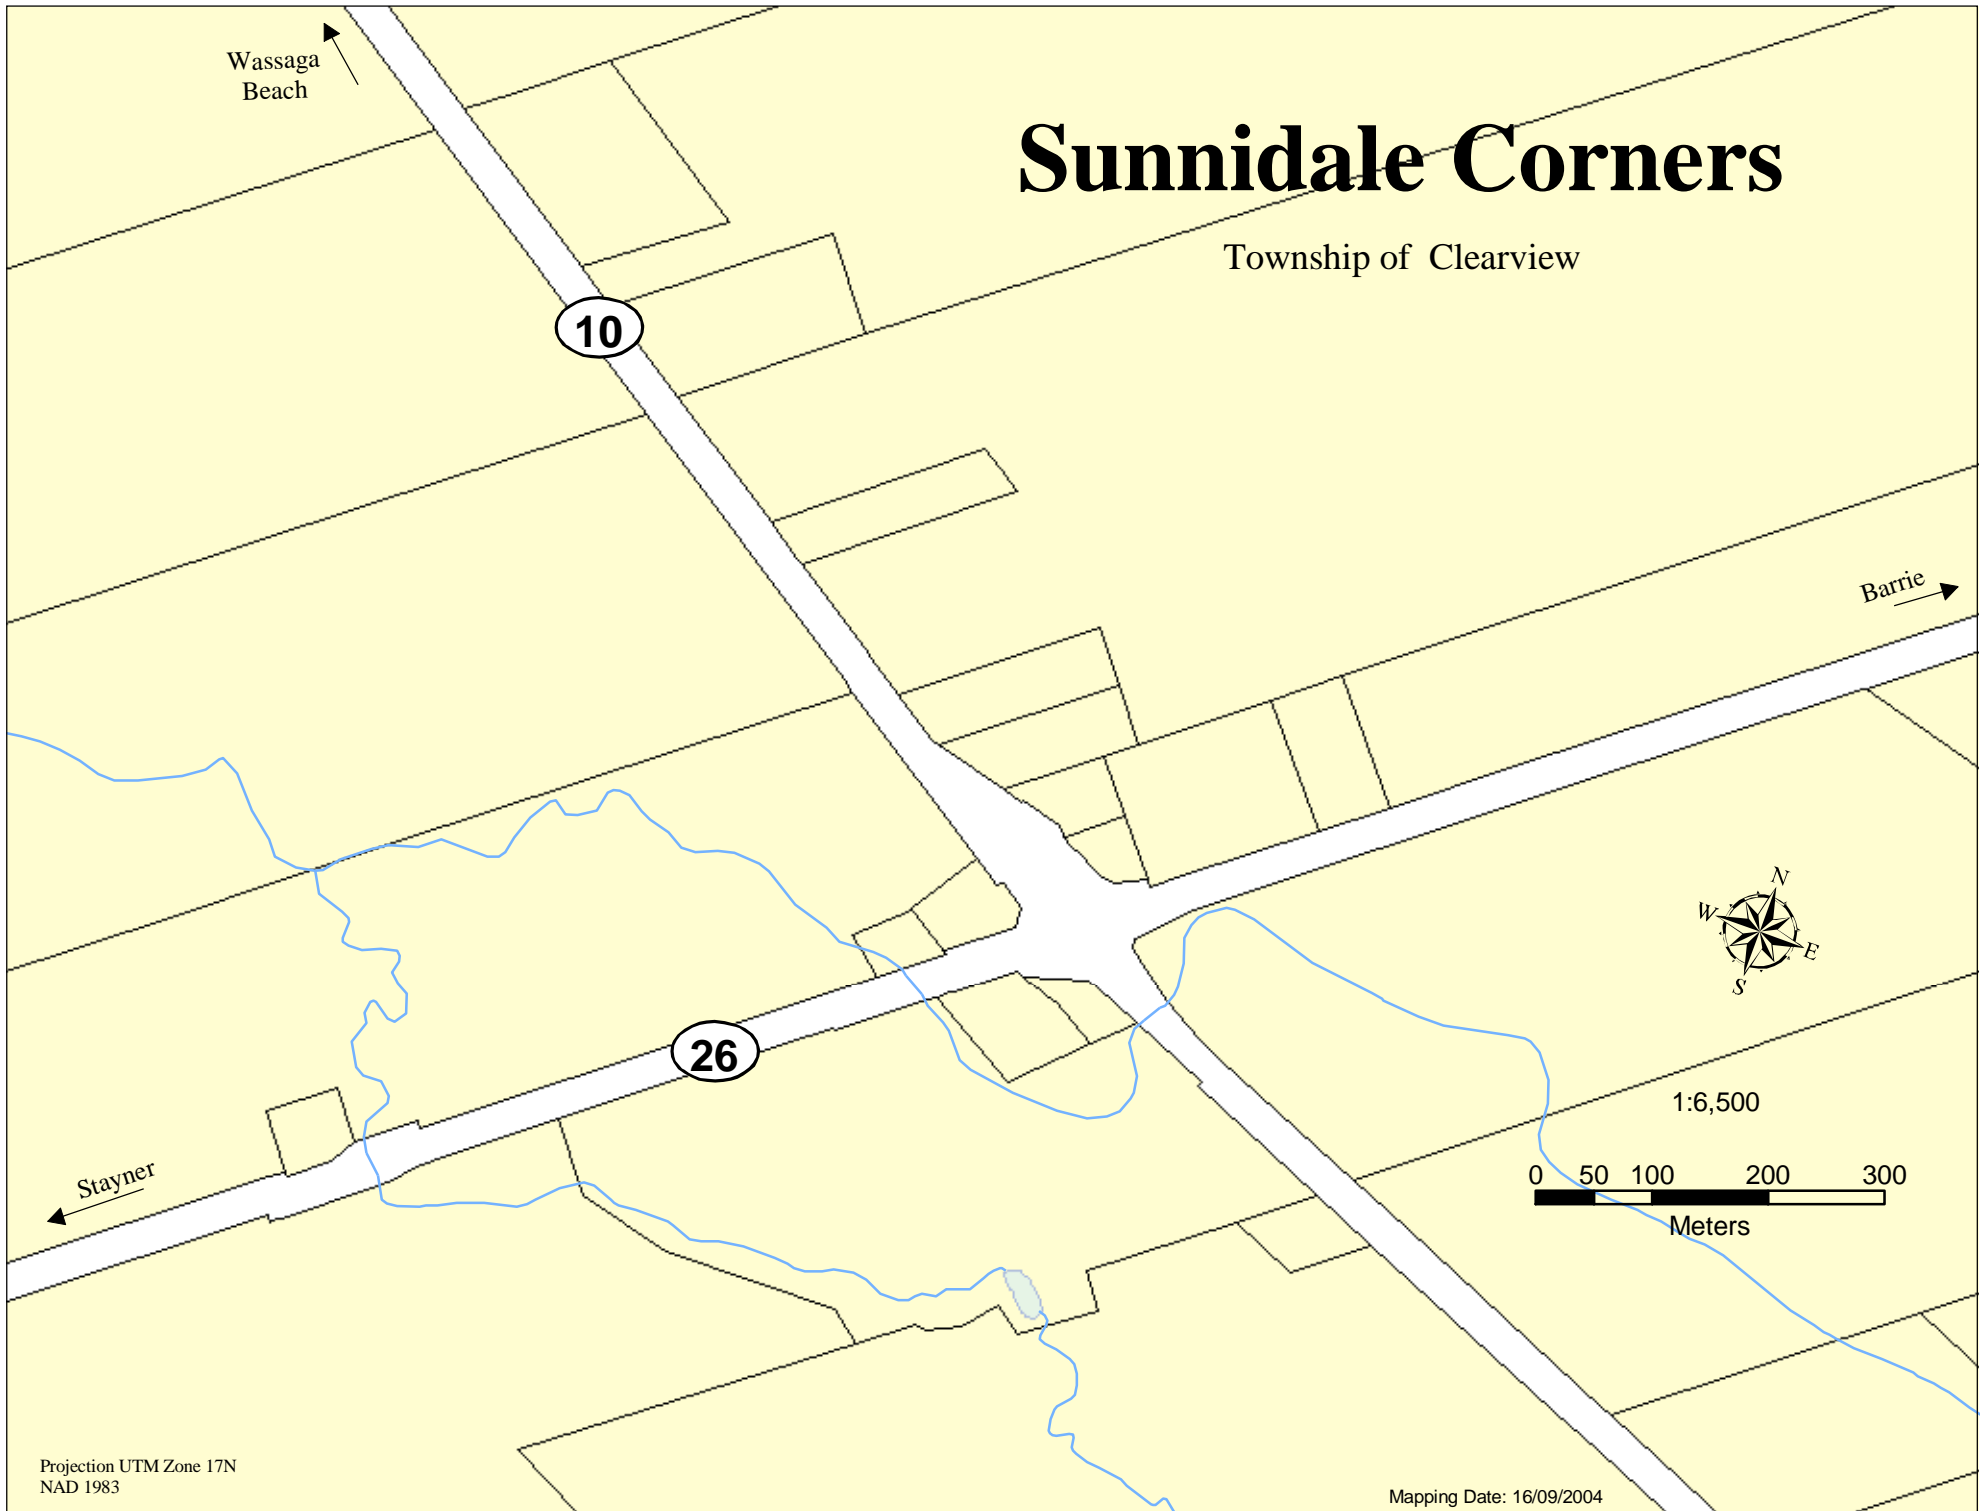 Wassaga
Beach
Sunnidale Corners
Township of  Clearview
10
Barrie
N
W
E
S
26
1:6,500
Stayner
0 50 100 200 300
Meters
Projection UTM Zone 17N
NAD 1983
Mapping Date: 16/09/2004